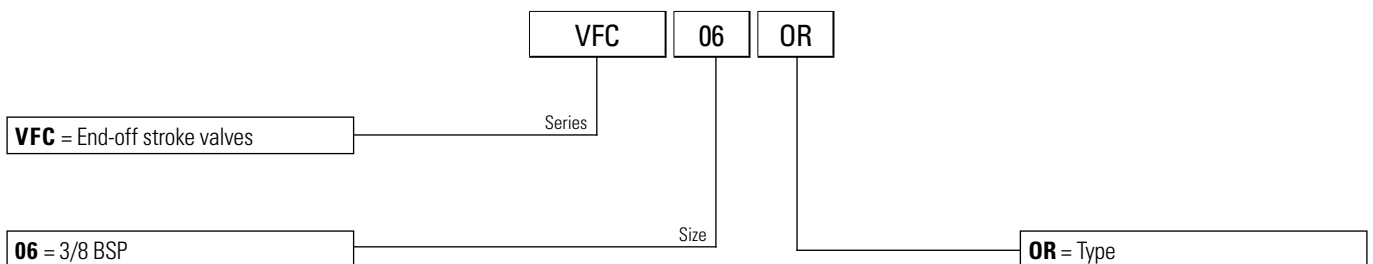 VFC 06 OR
Series
VFC = End-off stroke valves
Size
06 = 3/8 BSP
OR = Type